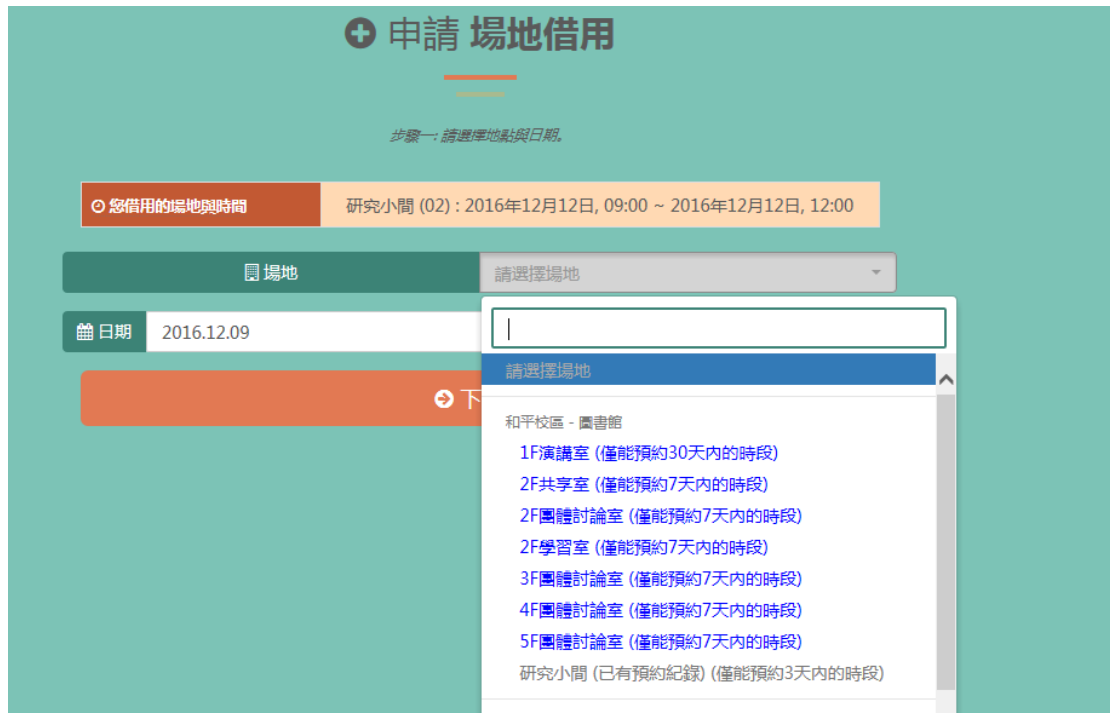 申請 場地借用
步驟一: 請選擇地點與日期。
您借用的場地與時間 研究小間 (02) : 2016年12月12日, 09:00 ~ 2016年12月12日, 12:00
場地 請選擇場地
日期 2016.12.09
下
請選擇場地
和平校區 - 圖書館
1F演講室 (僅能預約30天內的時段)
2F共享室 (僅能預約7天內的時段)
2F團體討論室 (僅能預約7天內的時段)
2F學習室 (僅能預約7天內的時段)
3F團體討論室 (僅能預約7天內的時段)
4F團體討論室 (僅能預約7天內的時段)
5F團體討論室 (僅能預約7天內的時段)
研究小間 (已有預約紀錄) (僅能預約3天內的時段)